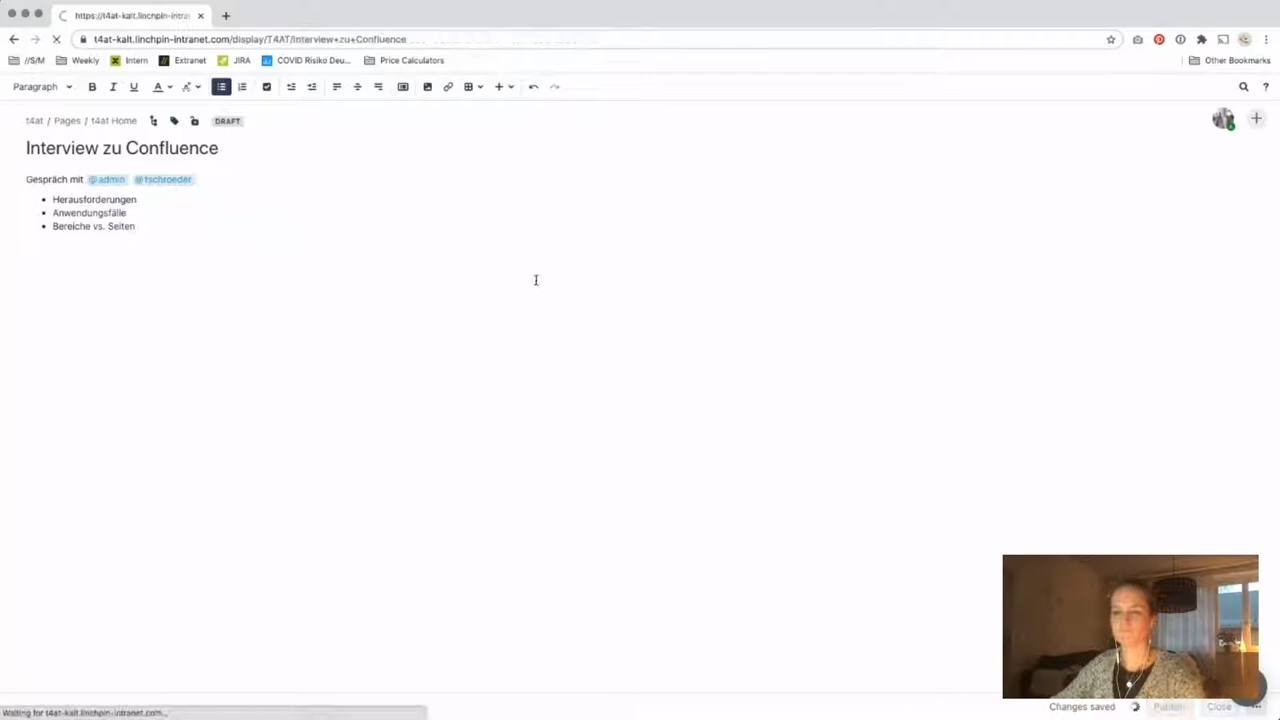 https://t4at-kalt.lincnpin-intra
t4at-kalt.linchpin-intranet.com/display/T4AT/Interview+zu+Confluence
//S/M Weekly Intern Extranet JIRA COVID Risiko Deu... Price Calculators Other Bookmarks
Paragraph B I U A ?
t4at / Pages / t4at Home DRAFT
Interview zu Confluence
Gespräch mit @admin @tschroeder
• Herausforderungen
• Anwendungsfälle
• Bereiche vs. Seiten
Waiting for t4at-kalt.linchpin-intranet.com...
Changes saved Publish Close ...